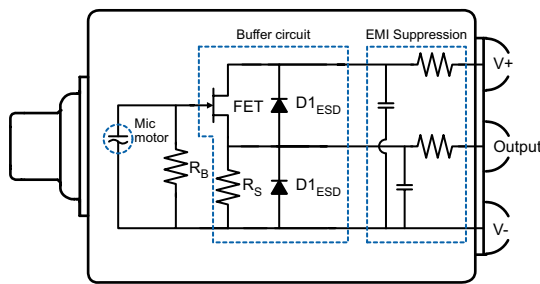 Buffer circuit
EMI Suppression
V+
FET
D1ESD
Mic
motor
Output
RB
RS
D1ESD
V-